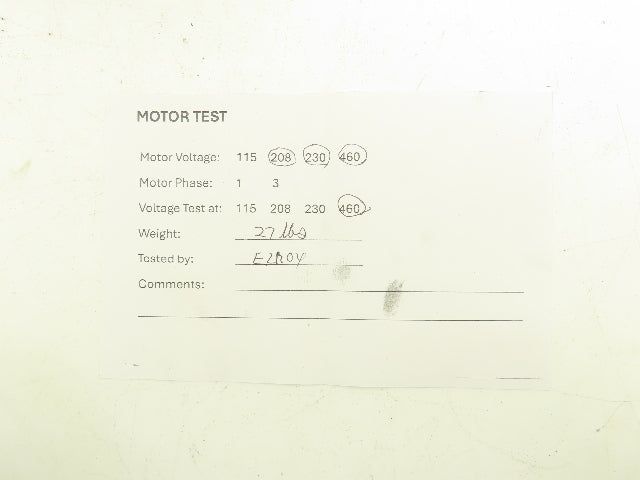 MOTOR TEST
Motor Voltage: 115 208 230 460
Motor Phase: 1 3
Voltage Test at: 115 208 230 460
Weight: 27 lbs
Tested by: ELROY
Comments: